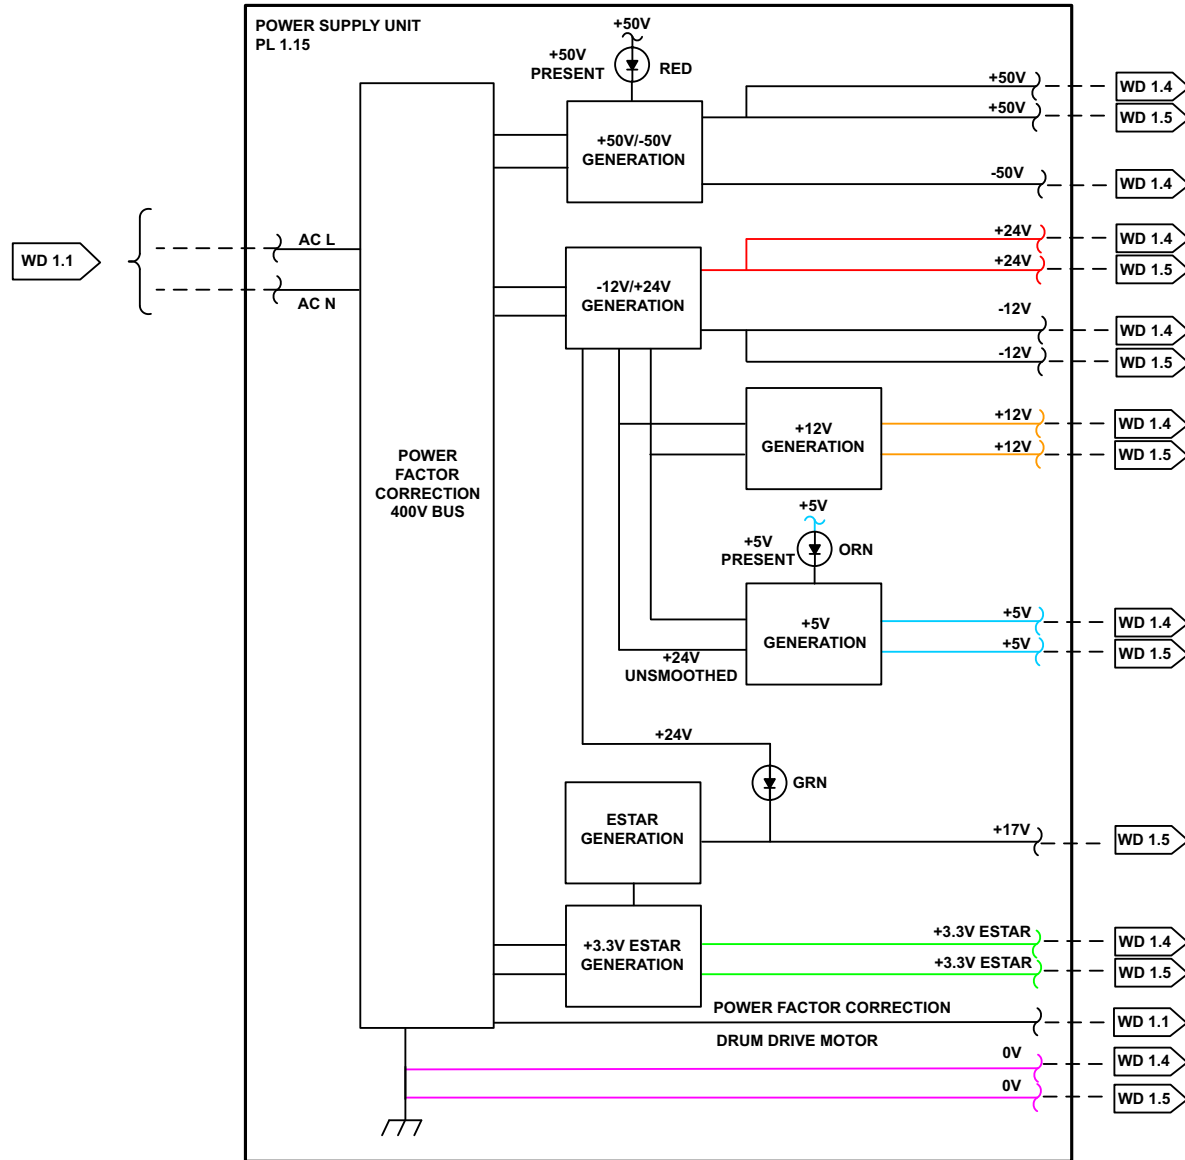 POWER SUPPLY UNIT
PL 1.15
+50V
+50V
PRESENT
RED
+50V
WD 1.4
+50V
WD 1.5
+50V/-50V
GENERATION
-50V
WD 1.4
WD 1.1
AC L
AC N
+24V
WD 1.4
+24V
WD 1.5
-12V/+24V
GENERATION
-12V
WD 1.4
-12V
WD 1.5
+12V
GENERATION
+12V
WD 1.4
+12V
WD 1.5
POWER
FACTOR
CORRECTION
400V BUS
+5V
+5V
PRESENT
ORN
+5V
GENERATION
+5V
WD 1.4
+5V
WD 1.5
+24V
UNSMOOTHED
+24V
GRN
ESTAR
GENERATION
+17V
WD 1.5
+3.3V ESTAR
GENERATION
+3.3V ESTAR
WD 1.4
+3.3V ESTAR
WD 1.5
POWER FACTOR CORRECTION
WD 1.1
DRUM DRIVE MOTOR
0V
WD 1.4
0V
WD 1.5